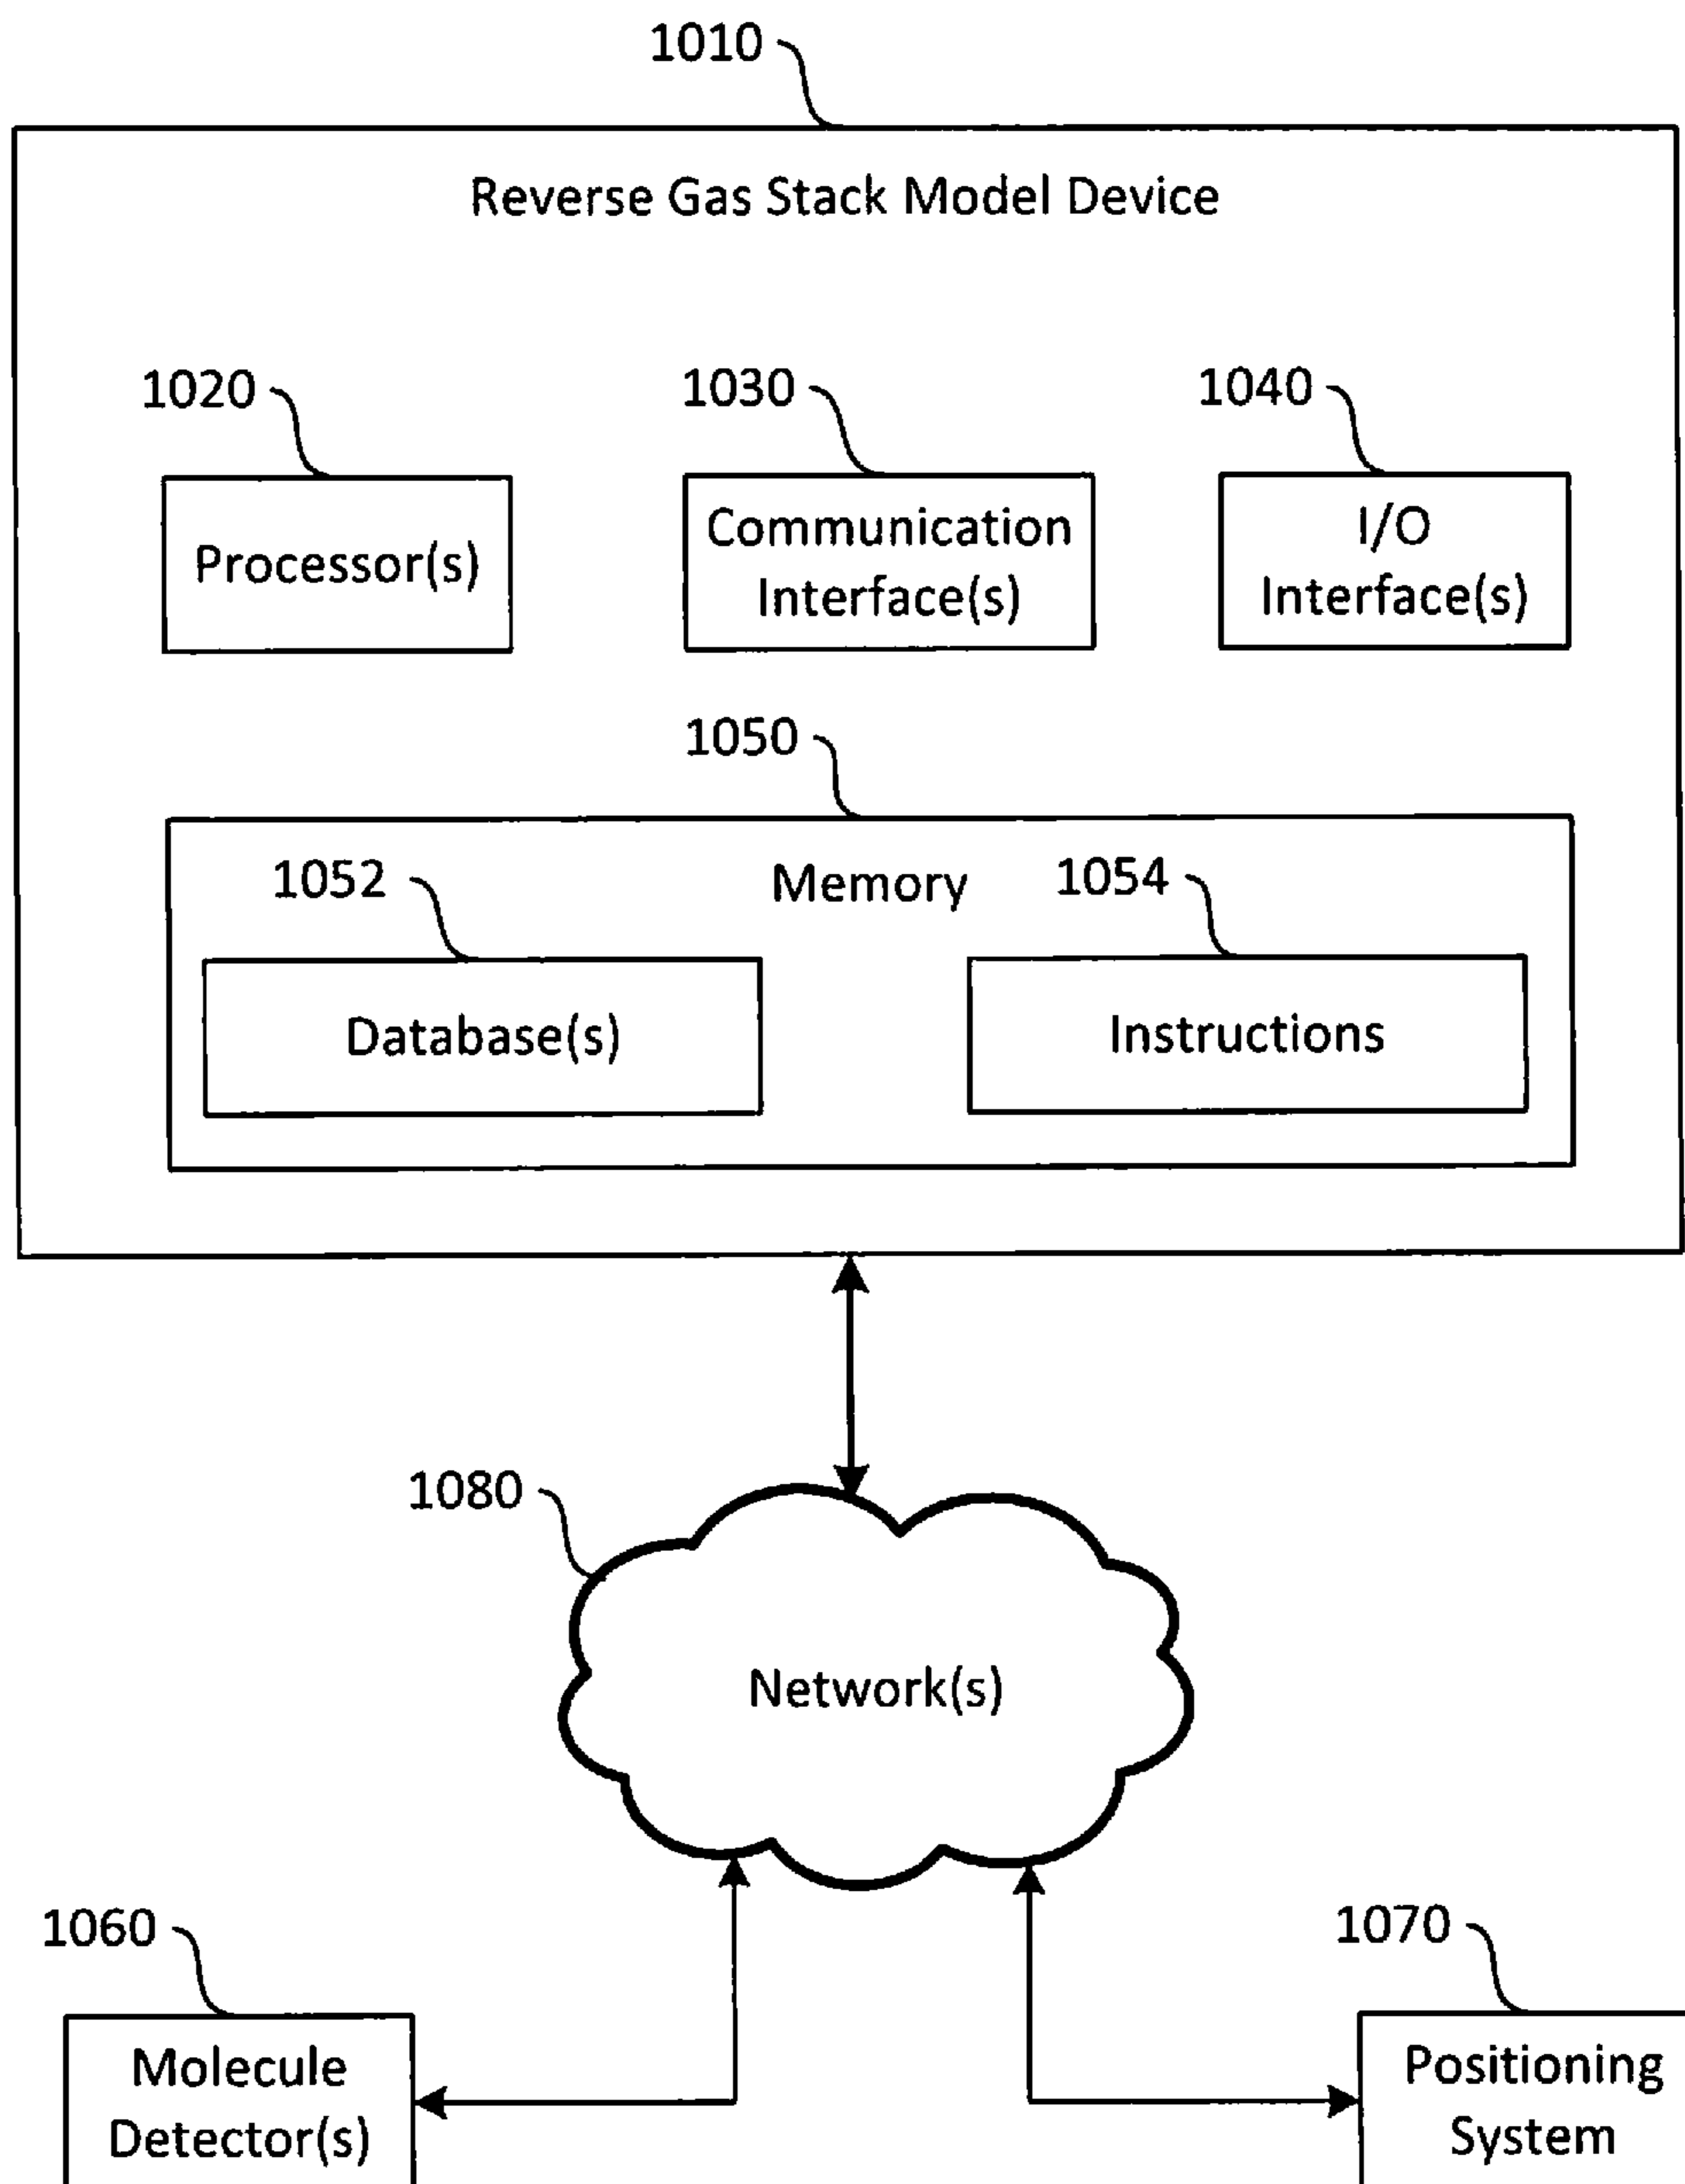 1010
Reverse Gas Stack Model Device
1020
1030
1040
Processor(s)
Communication
Interface(s)
I/O
Interface(s)
1050
1052
Memory
1054
Database(s)
Instructions
1080
Network(s)
1060
1070
Molecule
Detector(s)
Positioning
System